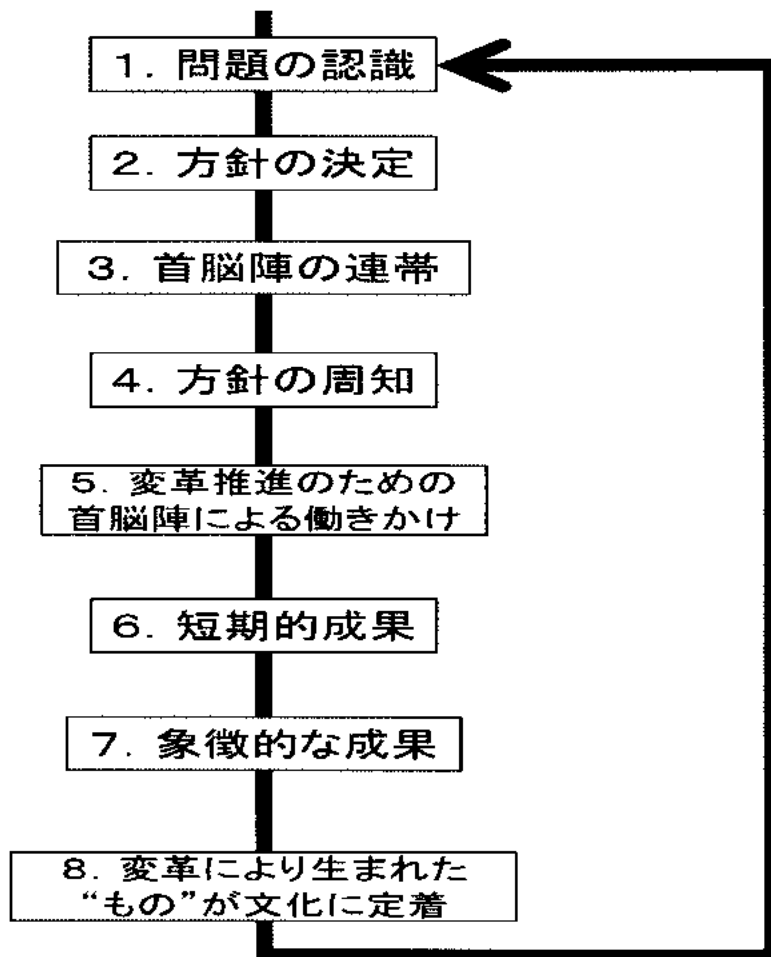 1. 問題の認識
2. 方針の決定
3. 首脳陣の連帯
4. 方針の周知
5. 変革推進のための
首脳陣による働きかけ
6. 短期的成果
7. 象徴的な成果
8. 変革により生まれた
“もの”が文化に定着